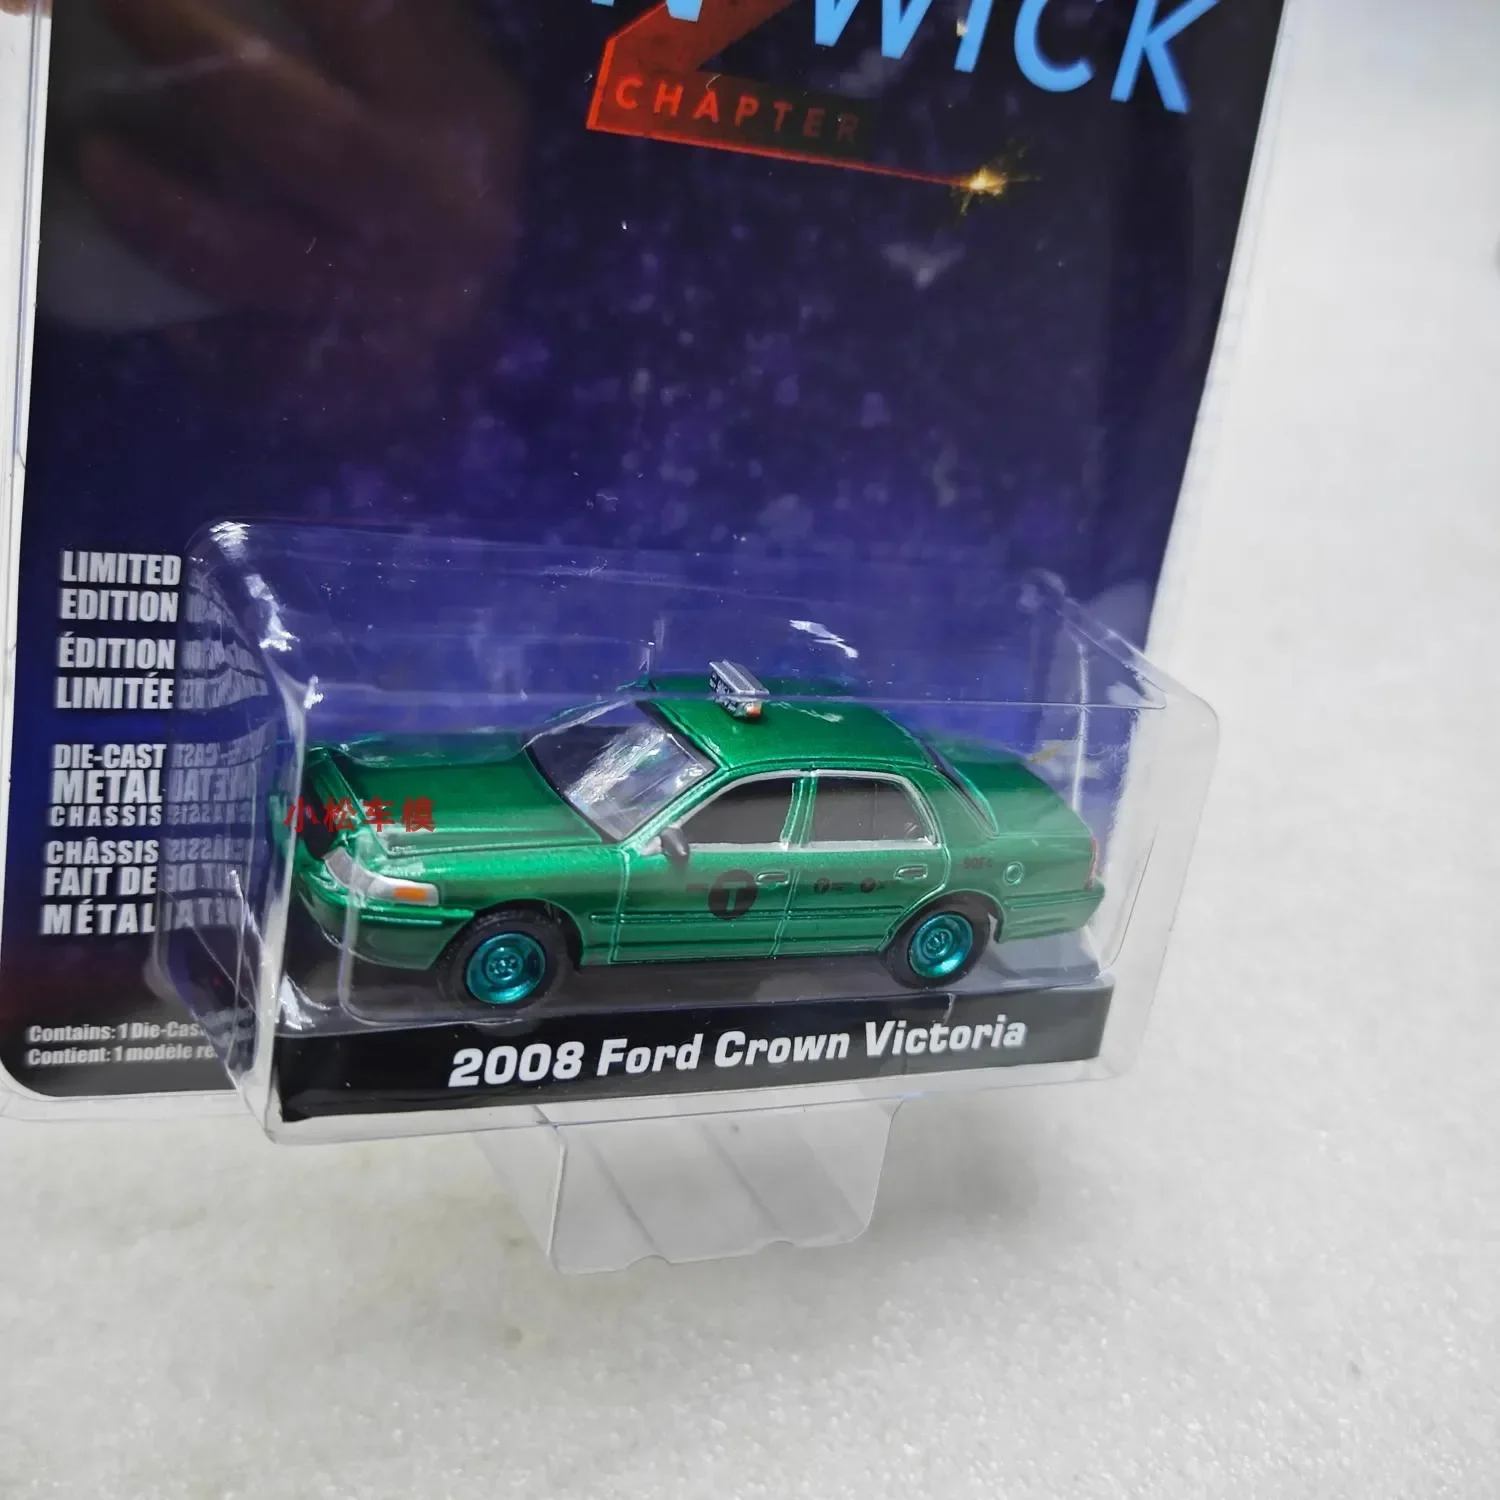 WICK
CHAPTER
2
LIMITED
EDITION
ÉDITION
LIMITÉE
DIE-CAST
METAL
CHASSIS
CHÂSSIS
FAIT DE
MÉTAL
小松车模
T
Contains: 1 Die-Cas
Contient: 1 modèle re
2008 Ford Crown Victoria